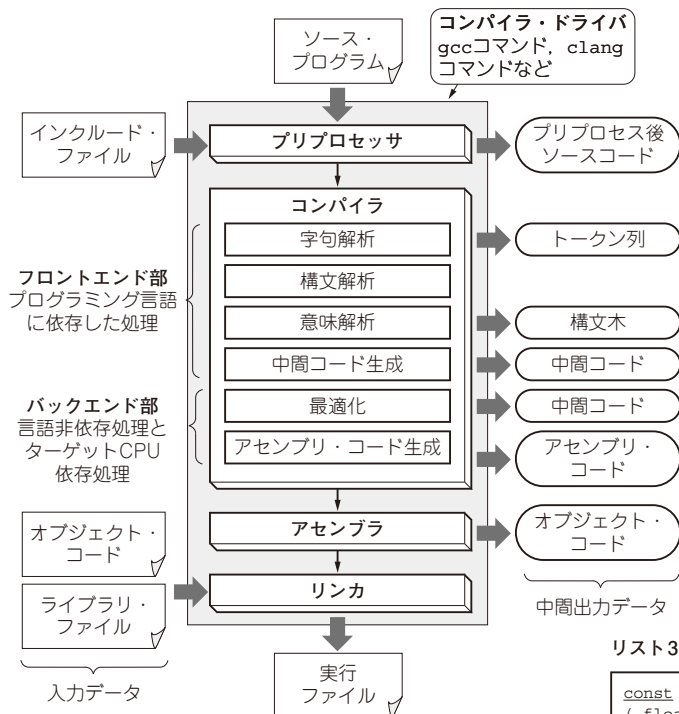 ソース・
プログラム
コンパイラ・ドライバ
gccコマンド，clang
コマンドなど
インクルード・
ファイル
プリプロセッサ
プリプロセス後
ソースコード
コンパイラ
字句解析
トークン列
構文解析
フロントエンド部
プログラミング言語
に依存した処理
意味解析
構文木
中間コード生成
中間コード
バックエンド部
言語非依存処理と
ターゲットCPU
依存処理
最適化
中間コード
アセンブリ・コード生成
アセンブリ・
コード
オブジェクト・
コード
アセンブラ
オブジェクト・
コード
ライブラリ・
ファイル
リンカ
中間出力データ
入力データ
実行
ファイル
リスト3
const